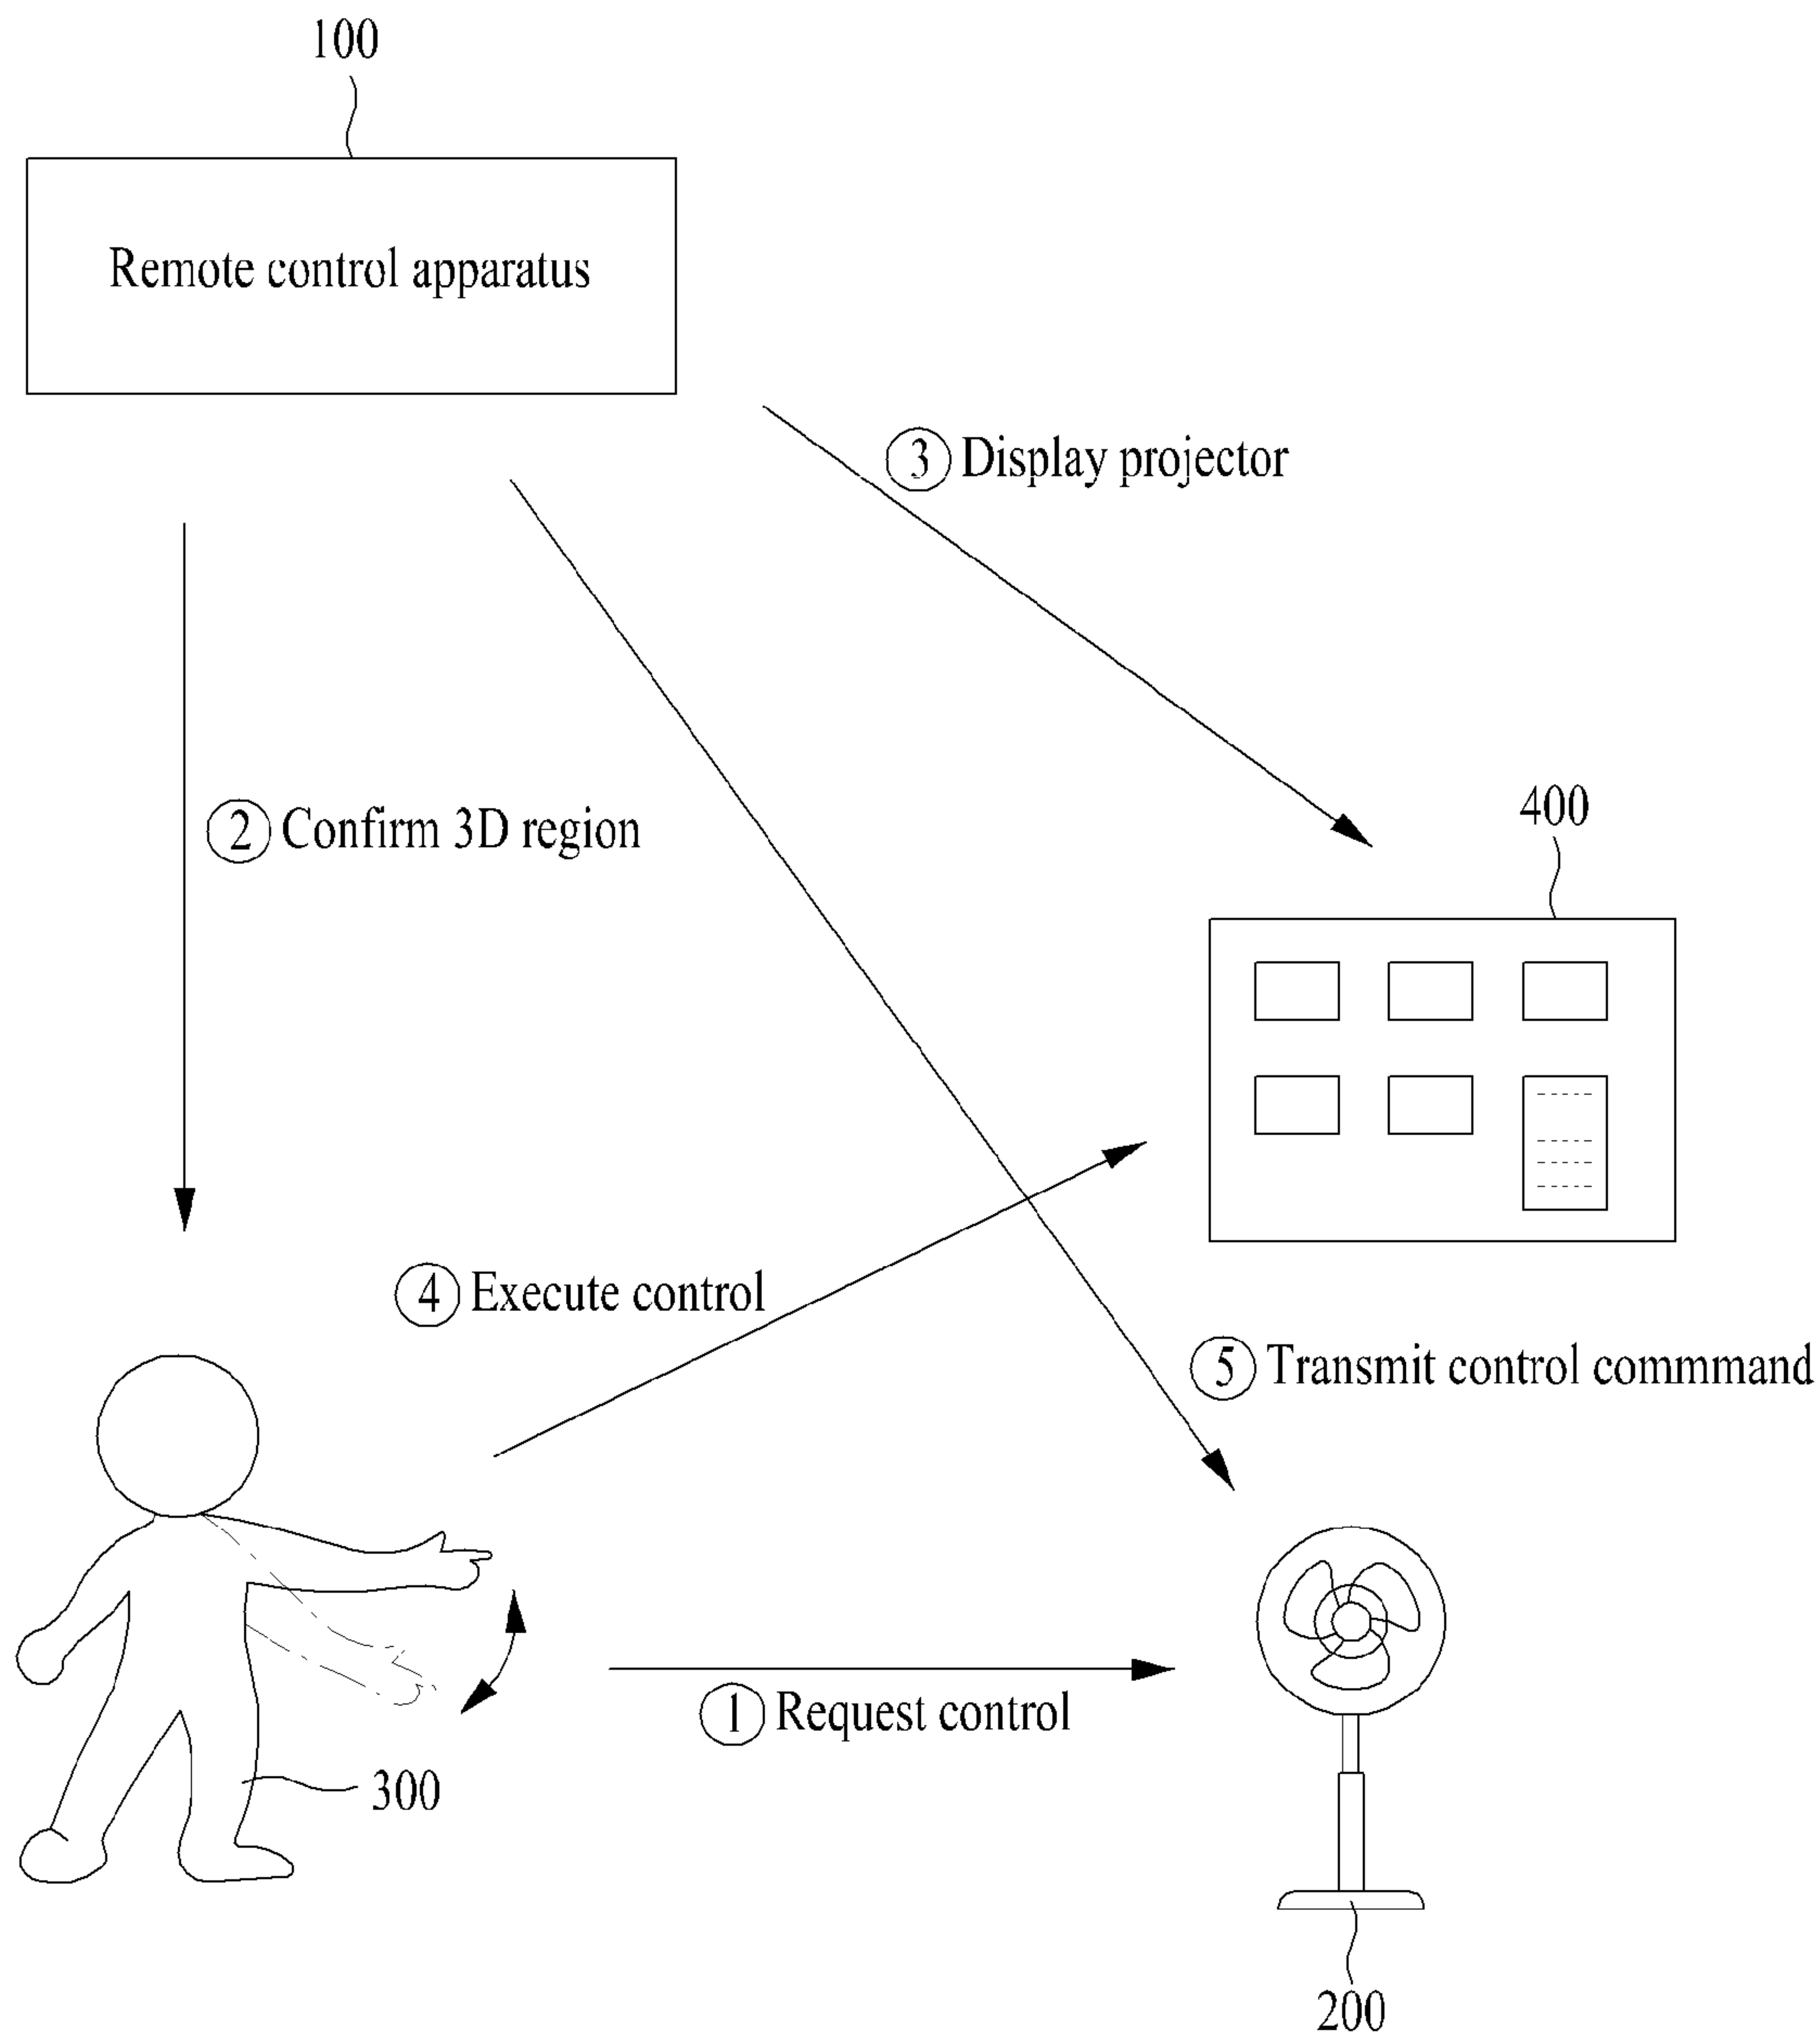 100
Remote control apparatus
③ Display projector
② Confirm 3D region
400
④ Execute control
⑤ Transmit control commmand
① Request control
300
200